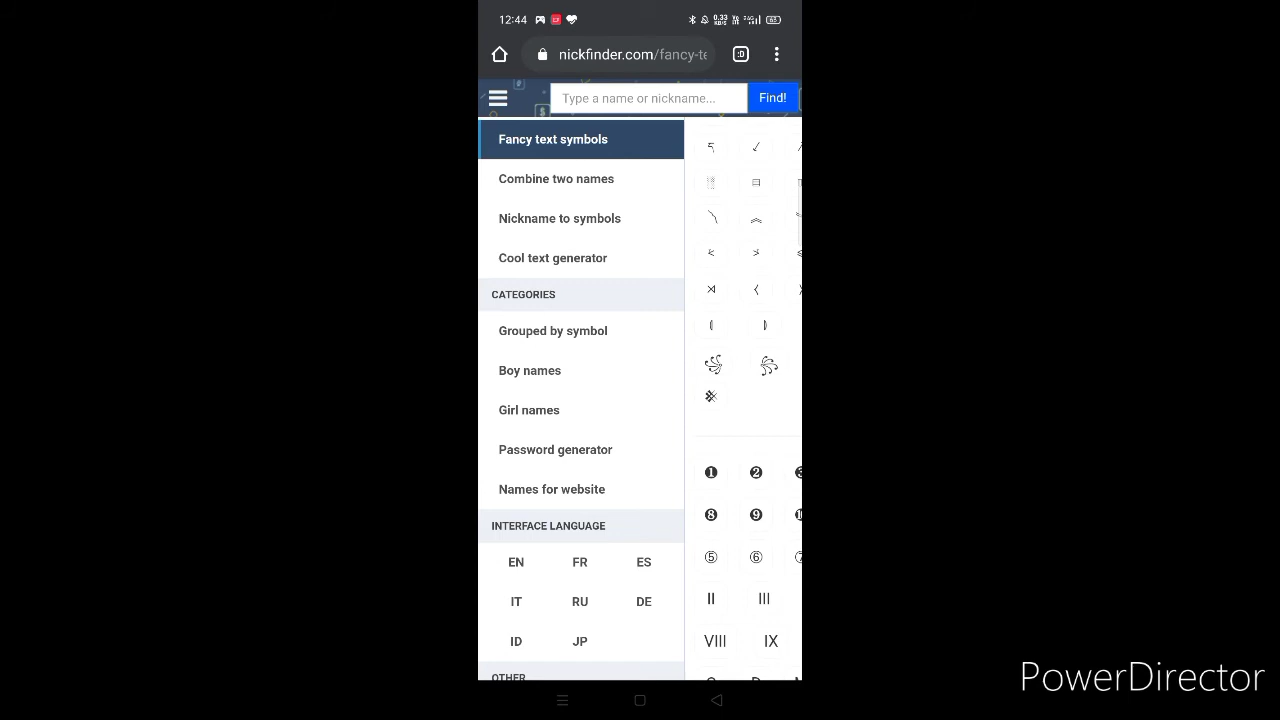 12:44
0.33 KB/S
nickfinder.com/fancy-te
:D
Type a name or nickname...
Find!
Fancy text symbols
Combine two names
Nickname to symbols
Cool text generator
CATEGORIES
Grouped by symbol
Boy names
Girl names
Password generator
Names for website
INTERFACE LANGUAGE
EN FR ES
IT RU DE
ID JP
OTHER
❶ ❷
❽ ❾
⑤ ⑥
II III
VIII IX
PowerDirector